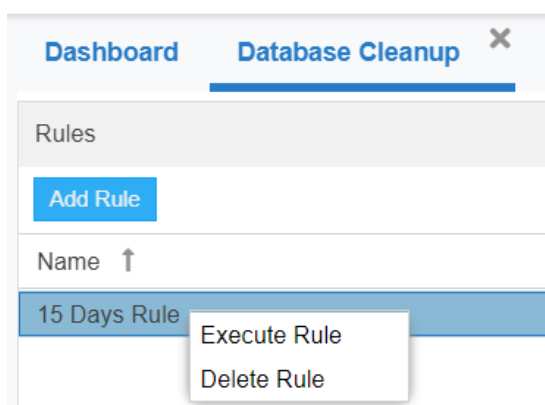 Dashboard Database Cleanup
Rules
Add Rule
Name
15 Days Rule
Execute Rule
Delete Rule